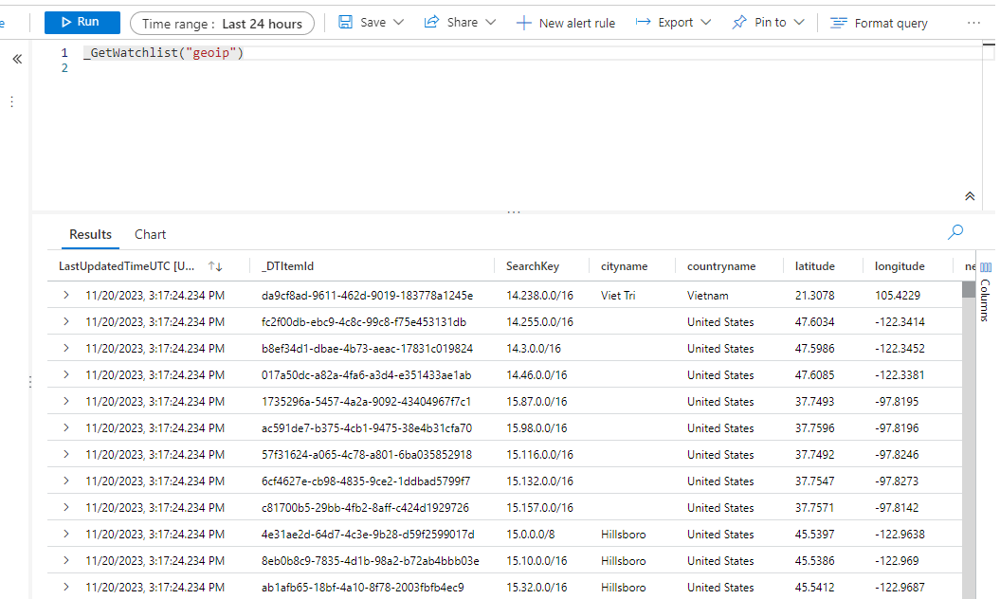 e Run Time range : Last 24 hours Save Share New alert rule Export Pin to Format query ...
1 _GetWatchlist("geoip")
2
Results Chart
LastUpdatedTimeUTC [U... _DTItemId SearchKey cityname countryname latitude longitude ne
11/20/2023, 3:17:24.234 PM da9cf8ad-9611-462d-9019-183778a1245e 14.238.0.0/16 Viet Tri Vietnam 21.3078 105.4229
11/20/2023, 3:17:24.234 PM fc2f00db-ebc9-4c8c-99c8-f75e453131db 14.255.0.0/16 United States 47.6034 -122.3414
11/20/2023, 3:17:24.234 PM b8ef34d1-dbae-4b73-aeac-17831c019824 14.3.0.0/16 United States 47.5986 -122.3452
11/20/2023, 3:17:24.234 PM 017a50dc-a82a-4fa6-a3d4-e351433ae1ab 14.46.0.0/16 United States 47.6085 -122.3381
11/20/2023, 3:17:24.234 PM 1735296a-5457-4a2a-9092-43404967f7c1 15.87.0.0/16 United States 37.7493 -97.8195
11/20/2023, 3:17:24.234 PM ac591de7-b375-4cb1-9475-38e4b31cfa70 15.98.0.0/16 United States 37.7596 -97.8196
11/20/2023, 3:17:24.234 PM 57f31624-a065-4c78-a801-6ba035852918 15.116.0.0/16 United States 37.7492 -97.8246
11/20/2023, 3:17:24.234 PM 6cf4627e-cb98-4835-9ce2-1ddbad5799f7 15.132.0.0/16 United States 37.7547 -97.8273
11/20/2023, 3:17:24.234 PM c81700b5-29bb-4fb2-8aff-c424d1929726 15.157.0.0/16 United States 37.7571 -97.8142
11/20/2023, 3:17:24.234 PM 4e31ae2d-64d7-4c3e-9b28-d59f2599017d 15.0.0.0/8 Hillsboro United States 45.5397 -122.9638
11/20/2023, 3:17:24.234 PM 8eb0b8c9-7835-4d1b-98a2-b72ab4bbb03e 15.10.0.0/16 Hillsboro United States 45.5386 -122.969
11/20/2023, 3:17:24.234 PM ab1afb65-18bf-4a10-8f78-2003fbfb4ec9 15.32.0.0/16 Hillsboro United States 45.5412 -122.9687
Columns